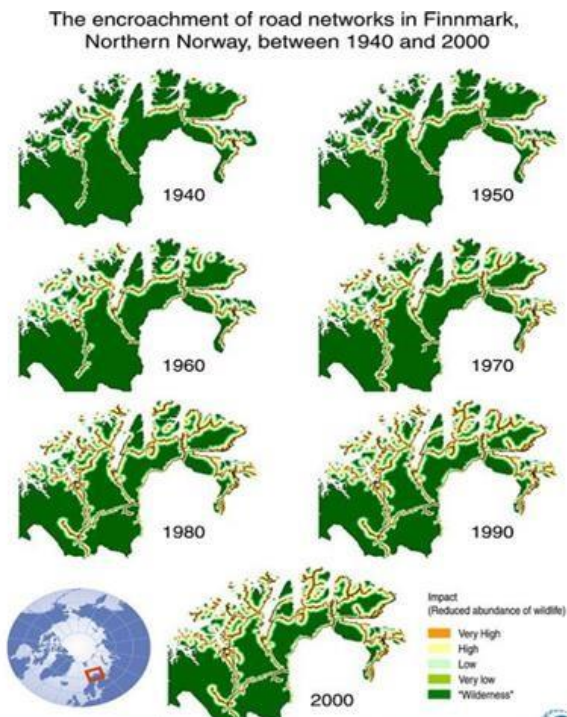 The encroachment of road networks in Finnmark,
Northern Norway, between 1940 and 2000
1940
1950
1960
1970
1980
1990
2000
Impact
(Reduced abundance of wildlife)
Very High
High
Low
Very low
"Wilderness"